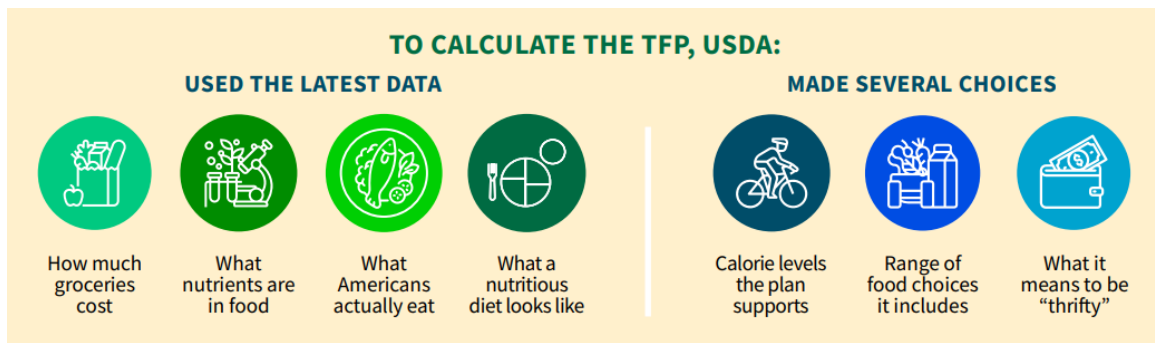 TO CALCULATE THE TFP, USDA:
USED THE LATEST DATA
How much
groceries
cost
What
nutrients are
in food
What
Americans
actually eat
What a
nutritious
diet looks like
MADE SEVERAL CHOICES
Calorie levels
the plan
supports
Range of
food choices
it includes
What it
means to be
“thrifty”